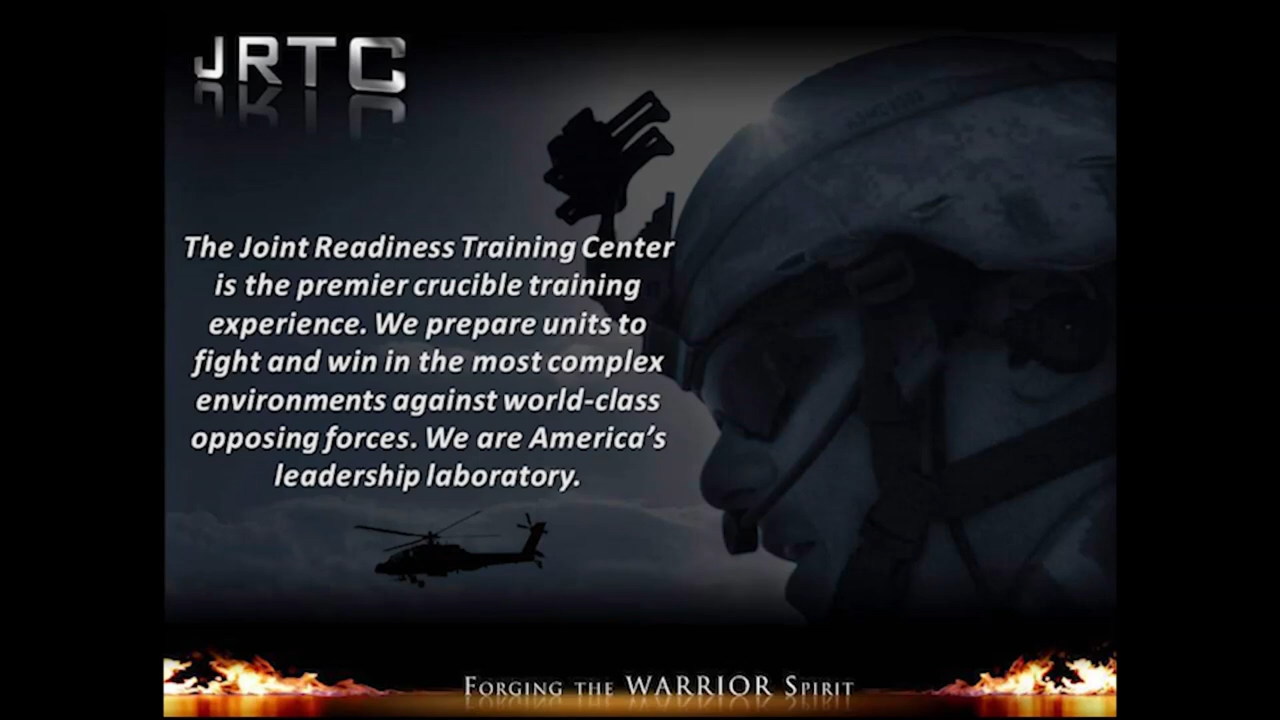 JRTC
The Joint Readiness Training Center
is the premier crucible training
experience. We prepare units to
fight and win in the most complex
environments against world-class
opposing forces. We are America’s
leadership laboratory.
FORGING THE WARRIOR SPIRIT